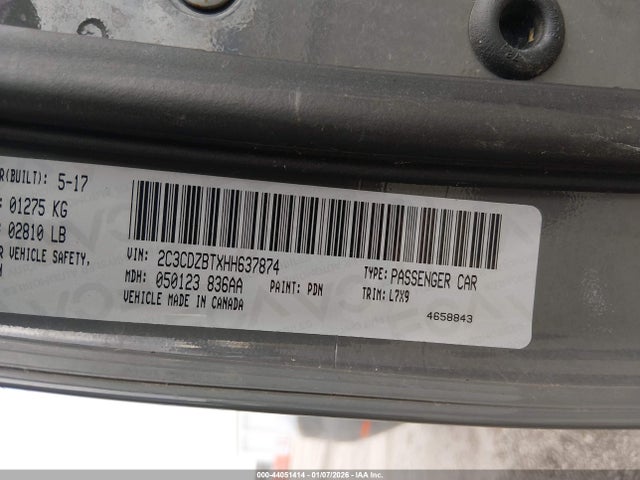 R(BUILT): 5-17
01275 KG
02810 LB
R VEHICLE SAFETY,
VIN: 2C3CDZBTXHH637874
MDH: 050123 836AA PAINT: PDN
VEHICLE MADE IN CANADA
TYPE: PASSENGER CAR
TRIM: L7X9
4658843
000-44051414 - 01/07/2026 - IAA Inc.